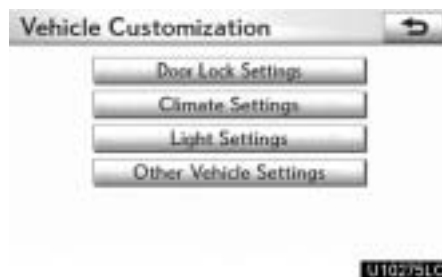 Vehicle Customization
Door Lock Settings
Climate Settings
Light Settings
Other Vehicle Settings
U10275LC